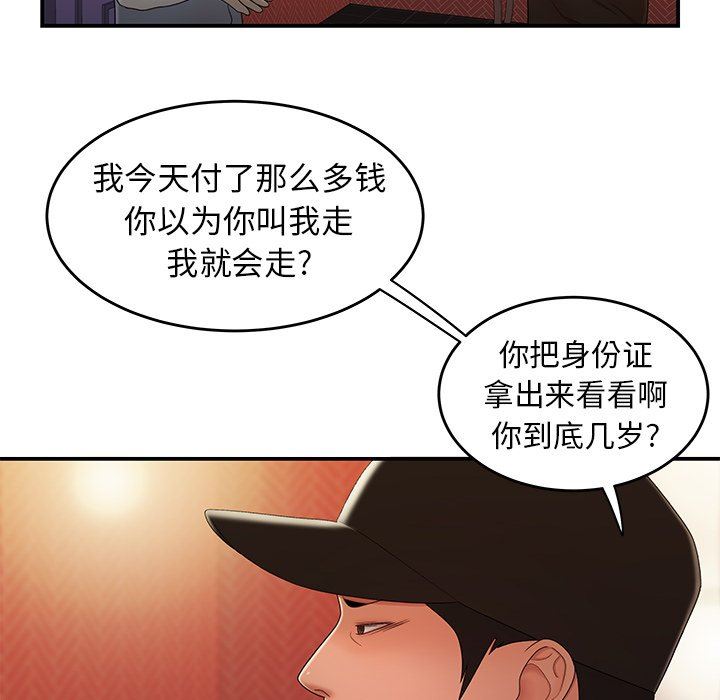 我今天付了那么多钱
你以为你叫我走
我就会走?
你把身份证
拿出来看看啊
你到底几岁?